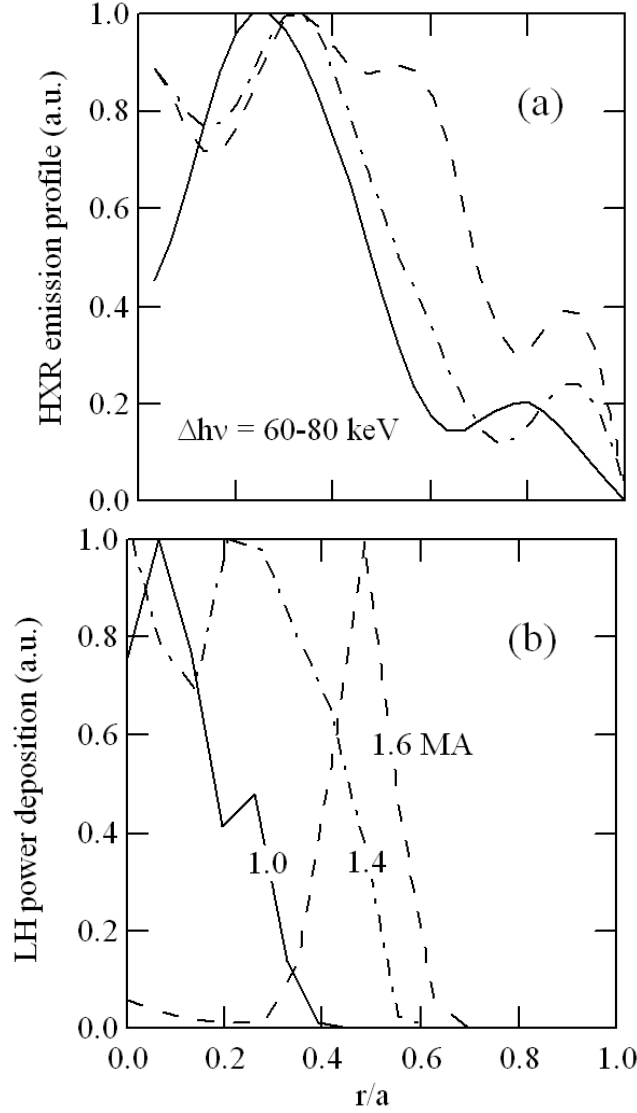 1.0
(a)
0.8
0.6
HXR emission profile (a.u.)
0.4
0.2
Δhν = 60-80 keV
0.0
1.0
(b)
0.8
LH power deposition (a.u.)
0.6
1.6 MA
0.4
1.0
1.4
0.2
0.0
0.0 0.2 0.4 0.6 0.8 1.0
r/a